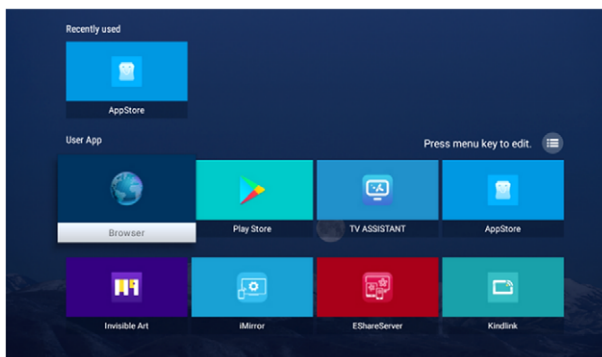 Recently used
AppStore
User App
Press menu key to edit.
Browser
Play Store
TV ASSISTANT
AppStore
Invisible Art
iMirror
EShareServer
Kindlink